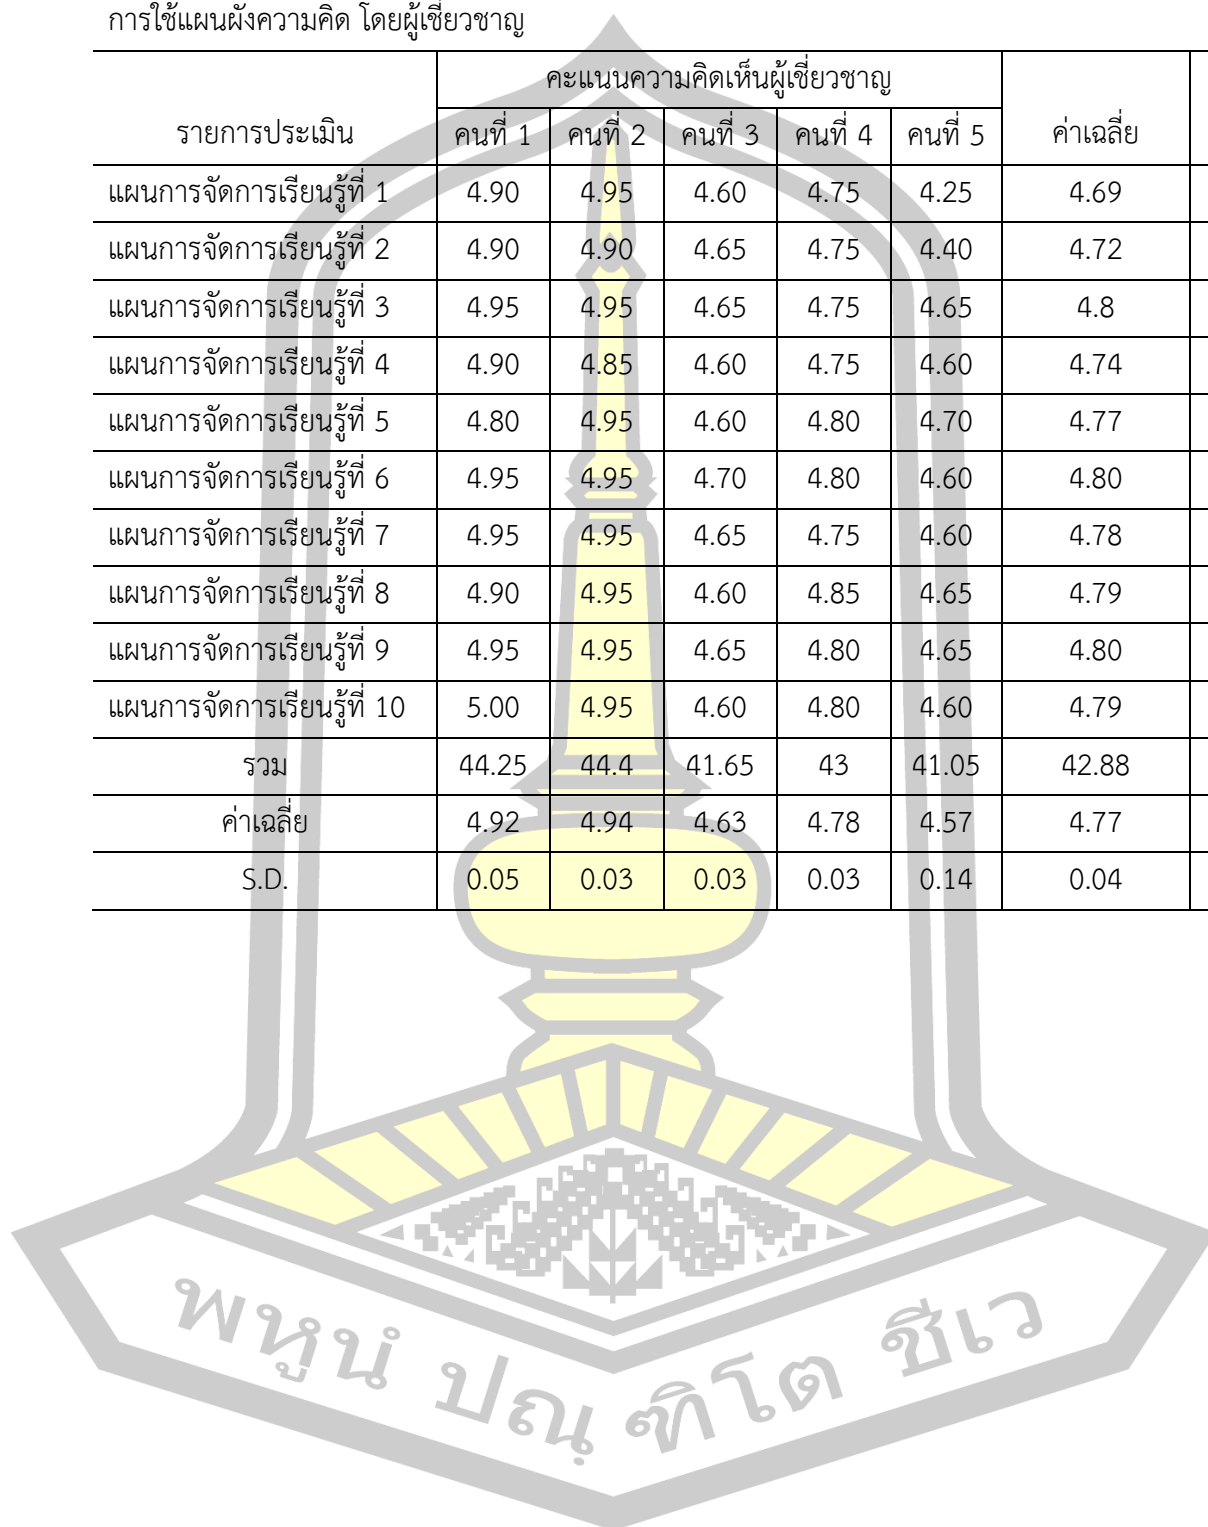 การใช้แผนผังความคิด โดยผู้เชี่ยวชาญ
รายการประเมิน คะแนนความคิดเห็นผู้เชี่ยวชาญ ค่าเฉลี่ย
คนที่ 1 คนที่ 2 คนที่ 3 คนที่ 4 คนที่ 5
แผนการจัดการเรียนรู้ที่ 1 4.90 4.95 4.60 4.75 4.25 4.69
แผนการจัดการเรียนรู้ที่ 2 4.90 4.90 4.65 4.75 4.40 4.72
แผนการจัดการเรียนรู้ที่ 3 4.95 4.95 4.65 4.75 4.65 4.8
แผนการจัดการเรียนรู้ที่ 4 4.90 4.85 4.60 4.75 4.60 4.74
แผนการจัดการเรียนรู้ที่ 5 4.80 4.95 4.60 4.80 4.70 4.77
แผนการจัดการเรียนรู้ที่ 6 4.95 4.95 4.70 4.80 4.60 4.80
แผนการจัดการเรียนรู้ที่ 7 4.95 4.95 4.65 4.75 4.60 4.78
แผนการจัดการเรียนรู้ที่ 8 4.90 4.95 4.60 4.85 4.65 4.79
แผนการจัดการเรียนรู้ที่ 9 4.95 4.95 4.65 4.80 4.65 4.80
แผนการจัดการเรียนรู้ที่ 10 5.00 4.95 4.60 4.80 4.60 4.79
รวม 44.25 44.4 41.65 43 41.05 42.88
ค่าเฉลี่ย 4.92 4.94 4.63 4.78 4.57 4.77
S.D. 0.05 0.03 0.03 0.03 0.14 0.04
พหูนํ ปณฺฑิโต ชีเว